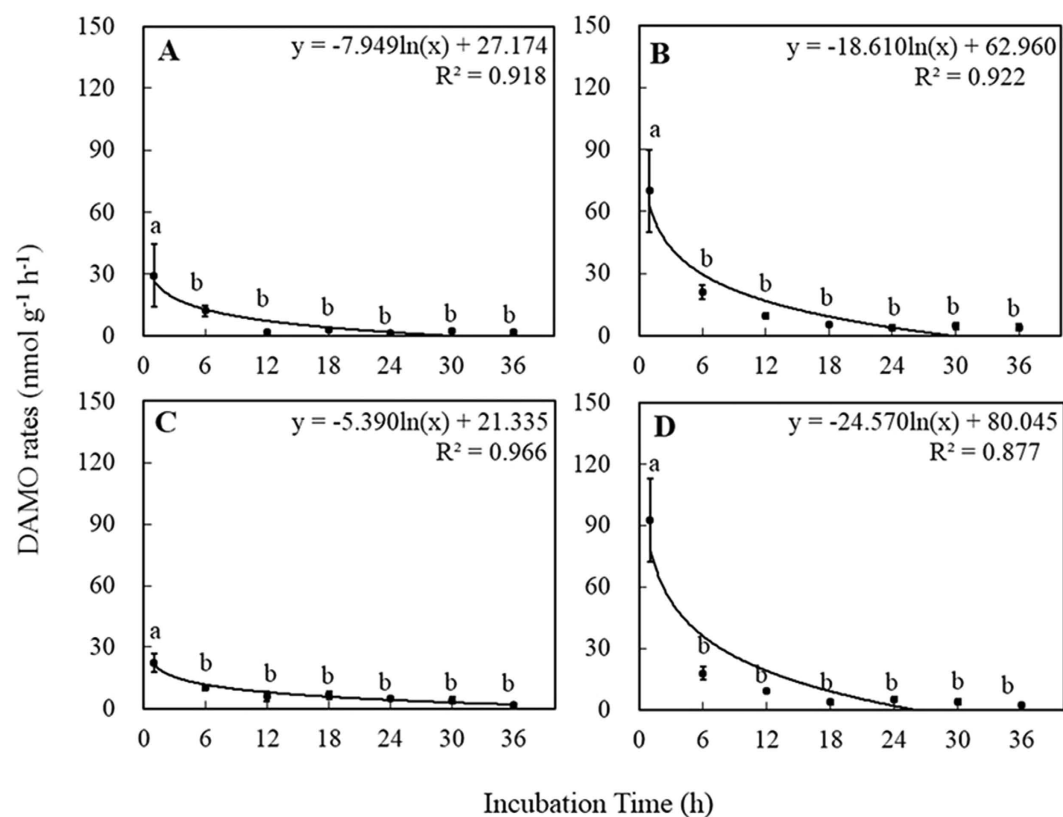 DAMO rates (nmol g⁻¹ h⁻¹)
A
y = -7.949ln(x) + 27.174
R² = 0.918
150
120
90
60
30
0
a
b
b
b
b
b
b
0 6 12 18 24 30 36
B
y = -18.610ln(x) + 62.960
R² = 0.922
150
120
90
60
30
0
a
b
b
b
b
b
b
0 6 12 18 24 30 36
C
y = -5.390ln(x) + 21.335
R² = 0.966
150
120
90
60
30
0
a
b
b
b
b
b
b
0 6 12 18 24 30 36
D
y = -24.570ln(x) + 80.045
R² = 0.877
150
120
90
60
30
0
a
b
b
b
b
b
b
0 6 12 18 24 30 36
Incubation Time (h)